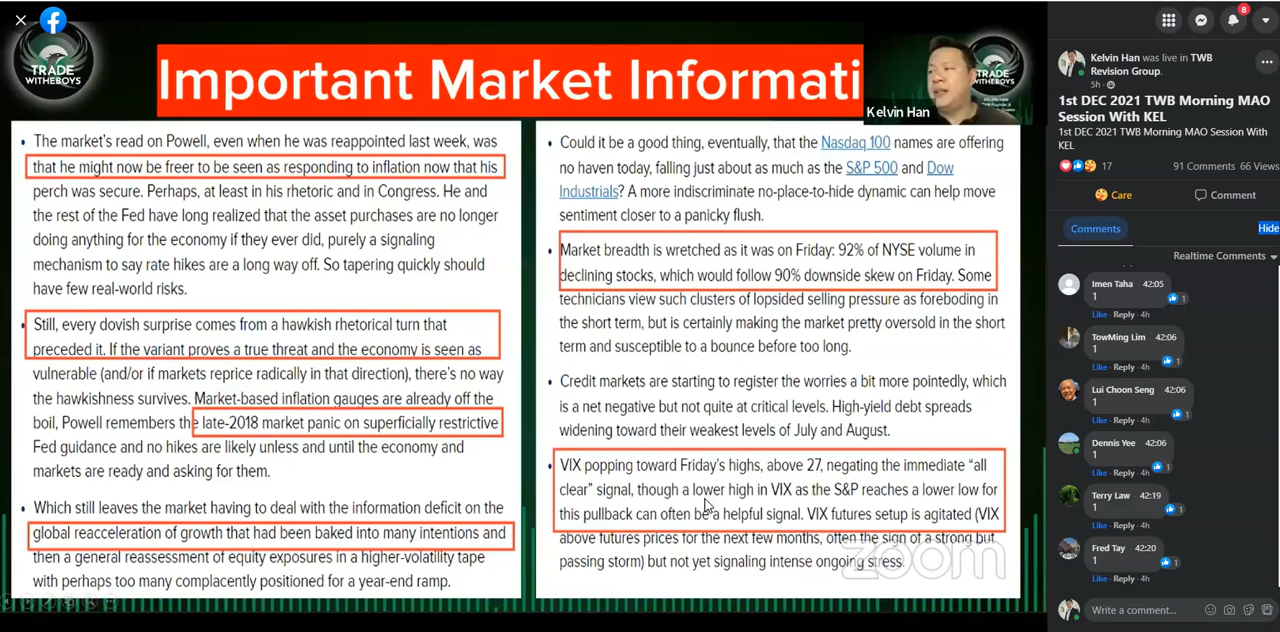 TRADE
WITHEBOYS
Important Market Informati
TRADE
WITHEBOYS
Kelvin Han
The market's read on Powell, even when he was reappointed last week, was
that he might now be freer to be seen as responding to inflation now that his
perch was secure. Perhaps, at least in his rhetoric and in Congress. He and
the rest of the Fed have long realized that the asset purchases are no longer
doing anything for the economy if they ever did, purely a signaling
mechanism to say rate hikes are a long way off. So tapering quickly should
have few real-world risks.
Still, every dovish surprise comes from a hawkish rhetorical turn that
preceded it. If the variant proves a true threat and the economy is seen as
vulnerable (and/or if markets reprice radically in that direction), there's no way
the hawkishness survives. Market-based inflation gauges are already off the
boil, Powell remembers the late-2018 market panic on superficially restrictive
Fed guidance and no hikes are likely unless and until the economy and
markets are ready and asking for them.
Which still leaves the market having to deal with the information deficit on the
global reacceleration of growth that had been baked into many intentions and
then a general reassessment of equity exposures in a higher-volatility tape
with perhaps too many complacently positioned for a year-end ramp.
Could it be a good thing, eventually, that the Nasdaq 100 names are offering
no haven today, falling just about as much as the S&P 500 and Dow
Industrials? A more indiscriminate no-place-to-hide dynamic can help move
sentiment closer to a panicky flush.
Market breadth is wretched as it was on Friday: 92% of NYSE volume in
declining stocks, which would follow 90% downside skew on Friday. Some
technicians view such clusters of lopsided selling pressure as foreboding in
the short term, but is certainly making the market pretty oversold in the short
term and susceptible to a bounce before too long.
Credit markets are starting to register the worries a bit more pointedly, which
is a net negative but not quite at critical levels. High-yield debt spreads
widening toward their weakest levels of July and August.
VIX popping toward Friday's highs, above 27, negating the immediate “all
clear” signal, though a lower high in VIX as the S&P reaches a lower low for
this pullback can often be a helpful signal. VIX futures setup is agitated (VIX
above futures prices for the next few months, often the sign of a strong but
passing storm) but not yet signaling intense ongoing stress.
zoom
8
Kelvin Han was live in TWB
Revision Group.
5h
1st DEC 2021 TWB Morning MAO
Session With KEL
1st DEC 2021 TWB Morning MAO Session With
KEL
17
91 Comments 66 Views
Care
Comment
Comments
Hide
Realtime Comments
Imen Taha 42:05
1
1
Like · Reply · 4h
TowMing Lim 42:06
1
1
Like · Reply · 4h
Lui Choon Seng 42:06
1
1
Like · Reply · 4h
Dennis Yee 42:06
1
1
Like · Reply · 4h
Terry Law 42:19
1
1
Like · Reply · 4h
Fred Tay 42:20
1
1
Like · Reply · 4h
Write a comment...